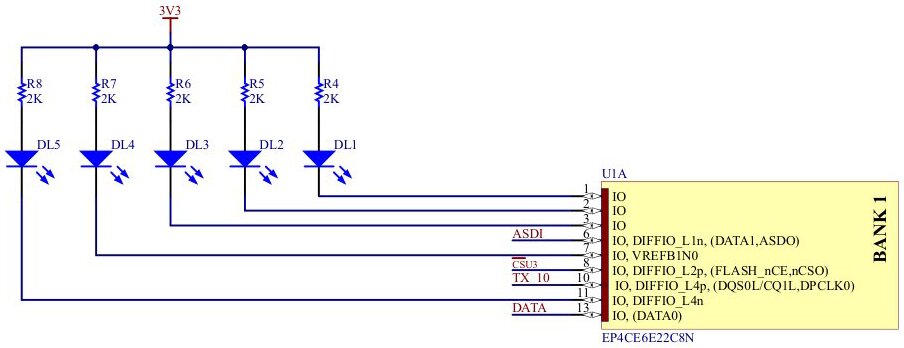 3V3
R8 R7 R6 R5 R4
2K 2K 2K 2K 2K
DL5 DL4 DL3 DL2 DL1
U1A
1 IO
2 IO
3 IO
ASDI 6 IO, DIFFIO_L1n, (DATA1,ASDO)
7 IO, VREFB1N0
CSU3 8 IO, DIFFIO_L2p, (FLASH_nCE,nCSO)
TX_10 10 IO, DIFFIO_L4p, (DQS0L/CQ1L,DPCLK0)
11 IO, DIFFIO_L4n
DATA 13 IO, (DATA0)
BANK 1
EP4CE6E22C8N